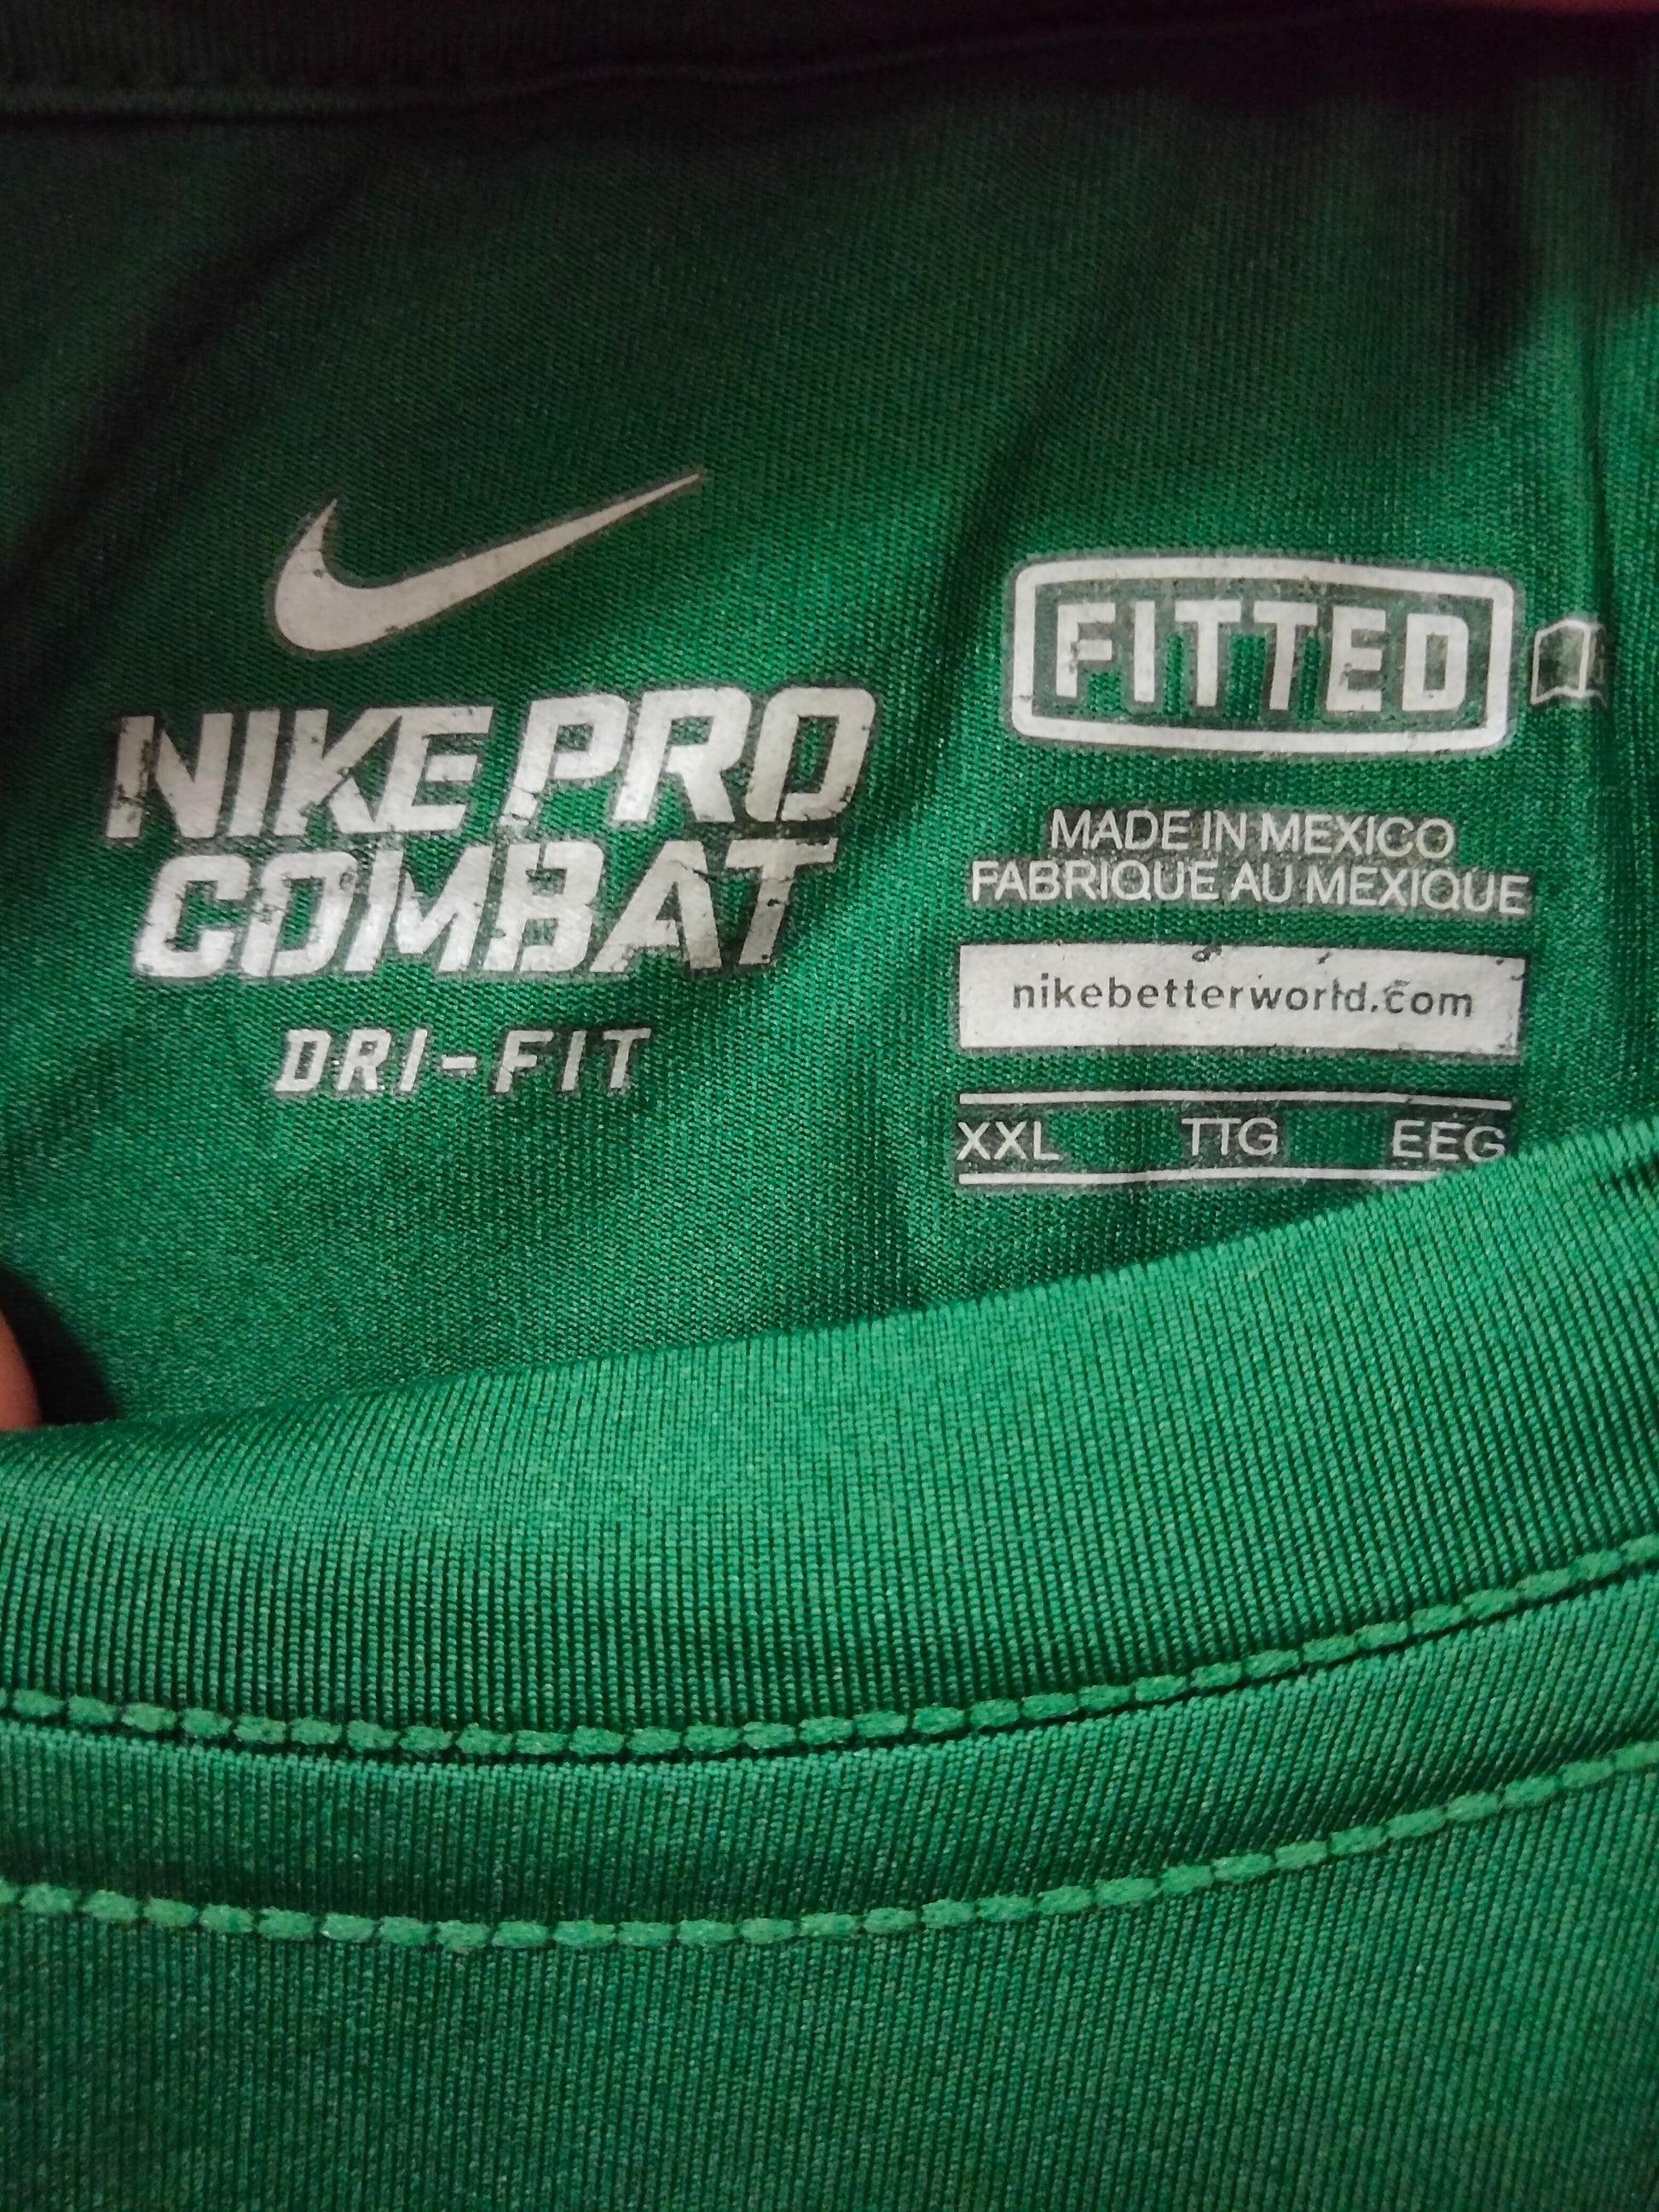 NIKE PRO
COMBAT
DRI-FIT
FITTED
MADE IN MEXICO
FABRIQUE AU MEXIQUE
nikebetterworld.com
XXL TTG EEG